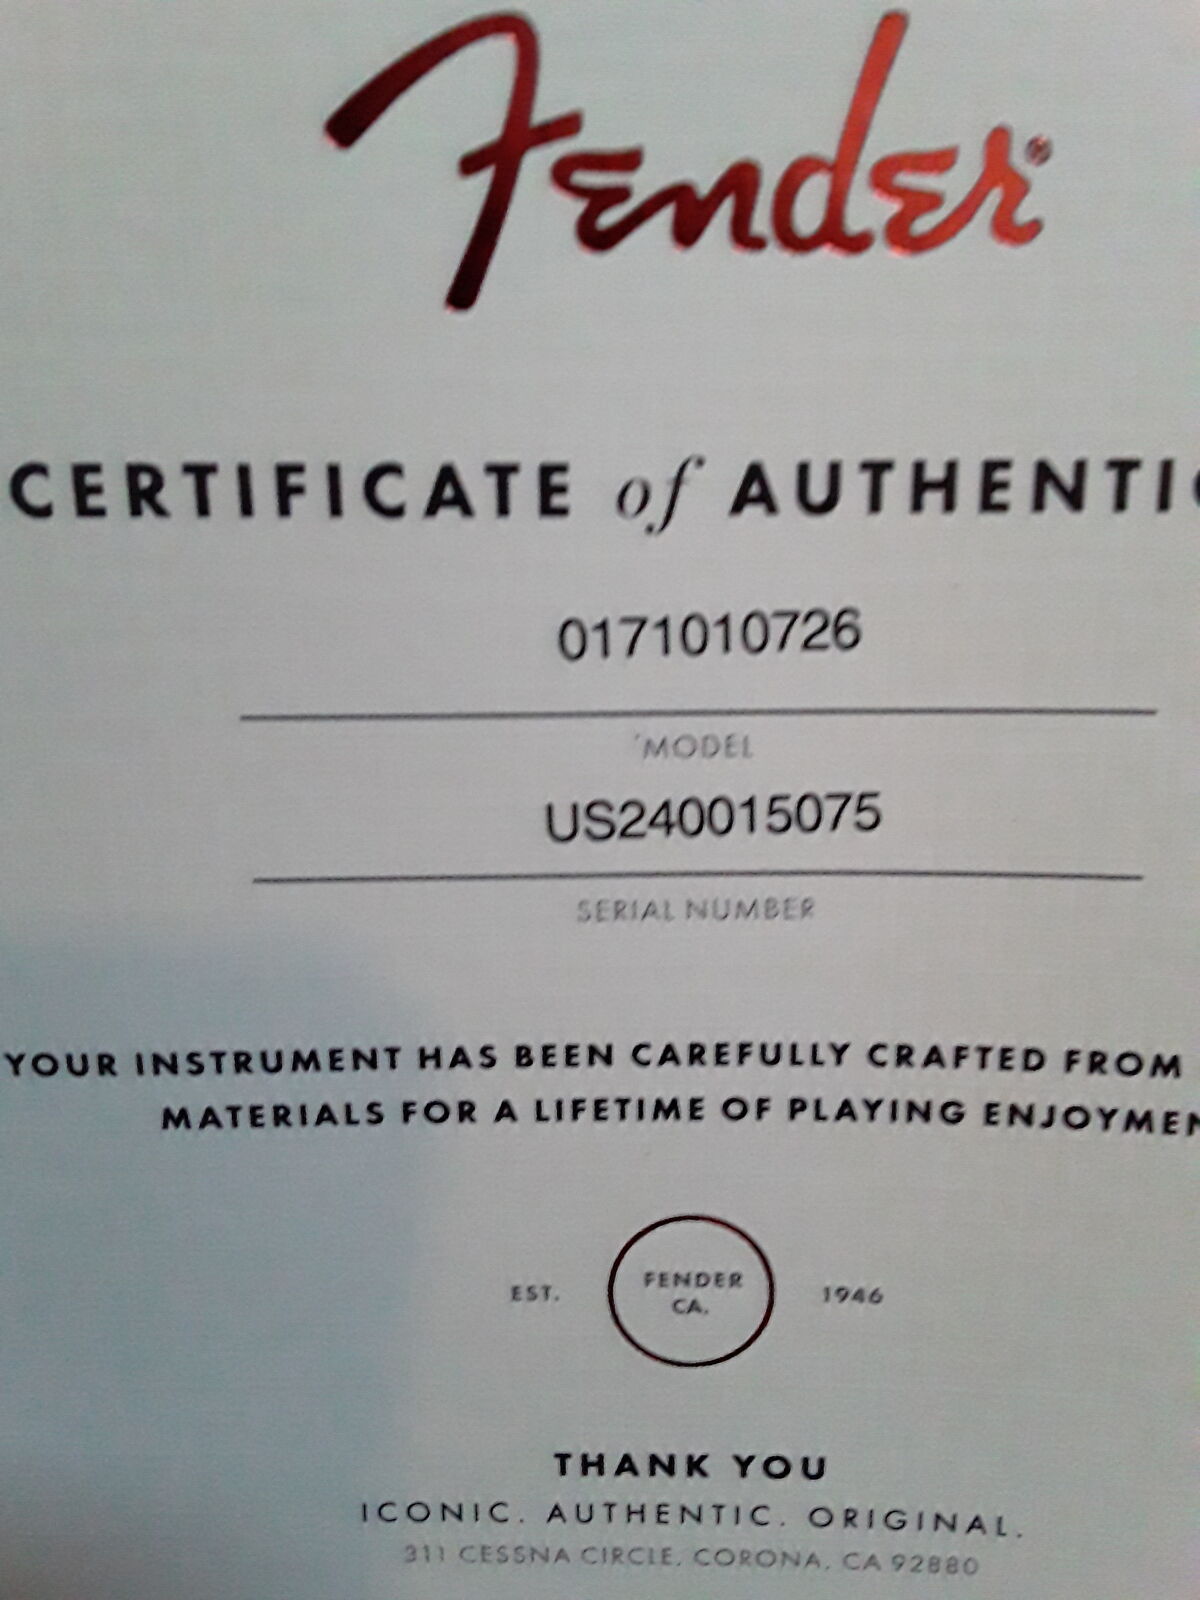 Fender®
CERTIFICATE of AUTHENTIC
0171010726
MODEL
US240015075
SERIAL NUMBER
YOUR INSTRUMENT HAS BEEN CAREFULLY CRAFTED FROM
MATERIALS FOR A LIFETIME OF PLAYING ENJOYMEN
EST. FENDER CA. 1946
THANK YOU
ICONIC. AUTHENTIC. ORIGINAL.
311 CESSNA CIRCLE, CORONA, CA 92880